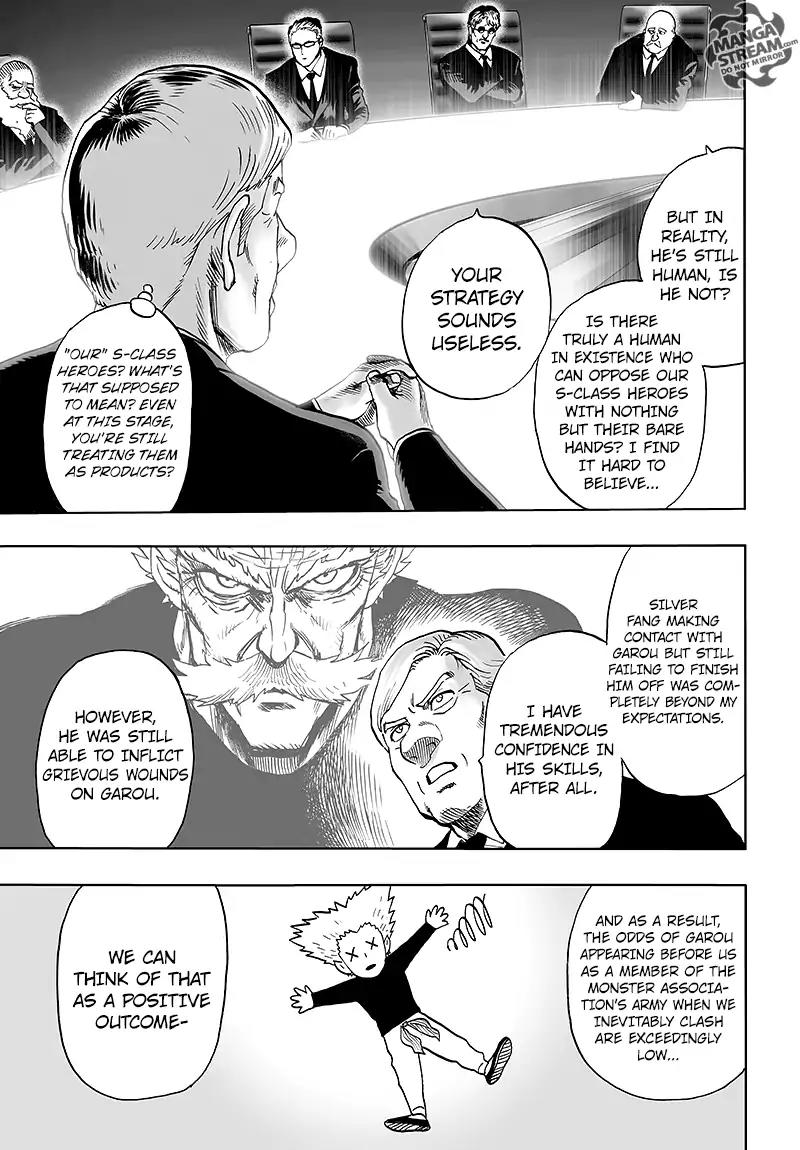 MANGA
STREAM.com
DO NOT MIRROR
BUT IN
REALITY,
HE'S STILL
HUMAN, IS
HE NOT?
IS THERE
TRULY A HUMAN
IN EXISTENCE WHO
CAN OPPOSE OUR
S-CLASS HEROES
WITH NOTHING
BUT THEIR BARE
HANDS? I FIND
IT HARD TO
BELIEVE...
YOUR
STRATEGY
SOUNDS
USELESS.
"OUR" S-CLASS
HEROES? WHAT'S
THAT SUPPOSED
TO MEAN? EVEN
AT THIS STAGE,
YOU'RE STILL
TREATING THEM
AS PRODUCTS?
SILVER
FANG MAKING
CONTACT WITH
GAROU BUT STILL
FAILING TO FINISH
HIM OFF WAS COM-
PLETELY BEYOND MY
EXPECTATIONS.
I HAVE
TREMENDOUS
CONFIDENCE IN
HIS SKILLS,
AFTER ALL.
HOWEVER,
HE WAS STILL
ABLE TO INFLICT
GRIEVOUS WOUNDS
ON GAROU.
AND AS A RESULT,
THE ODDS OF GAROU
APPEARING BEFORE US
AS A MEMBER OF THE
MONSTER ASSOCIA-
TION'S ARMY WHEN WE
INEVITABLY CLASH
ARE EXCEEDINGLY
LOW...
WE CAN
THINK OF THAT
AS A POSITIVE
OUTCOME-